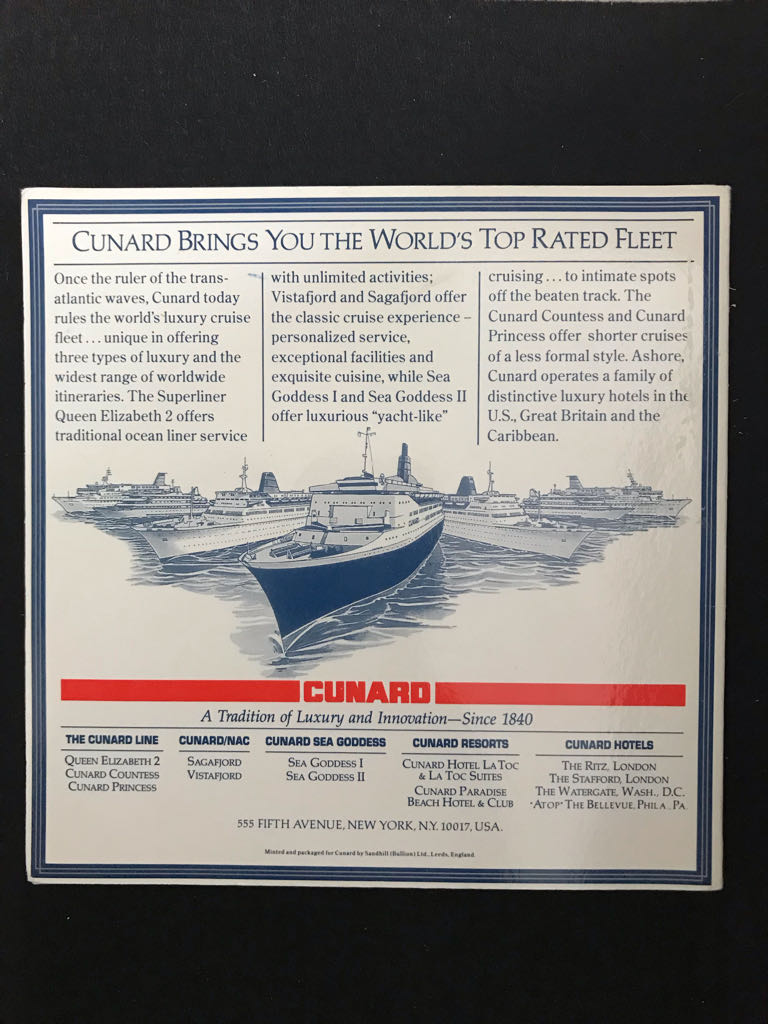 CUNARD BRINGS YOU THE WORLD'S TOP RATED FLEET
Once the ruler of the trans-
atlantic waves, Cunard today
rules the world's luxury cruise
fleet... unique in offering
three types of luxury and the
widest range of worldwide
itineraries. The Superliner
Queen Elizabeth 2 offers
traditional ocean liner service
with unlimited activities;
Vistafjord and Sagafjord offer
the classic cruise experience –
personalized service,
exceptional facilities and
exquisite cuisine, while Sea
Goddess I and Sea Goddess II
offer luxurious "yacht-like"
cruising... to intimate spots
off the beaten track. The
Cunard Countess and Cunard
Princess offer shorter cruises
of a less formal style. Ashore,
Cunard operates a family of
distinctive luxury hotels in the
U.S., Great Britain and the
Caribbean.
CUNARD
CUNARD
A Tradition of Luxury and Innovation—Since 1840
THE CUNARD LINE
QUEEN ELIZABETH 2
CUNARD COUNTESS
CUNARD PRINCESS
CUNARD/NAC
SAGAFJORD
VISTAFJORD
CUNARD SEA GODDESS
SEA GODDESS I
SEA GODDESS II
CUNARD RESORTS
CUNARD HOTEL LA TOC
& LA TOC SUITES
CUNARD PARADISE
BEACH HOTEL & CLUB
CUNARD HOTELS
THE RITZ, LONDON
THE STAFFORD, LONDON
THE WATERGATE, WASH., D.C.
·ATOP· THE BELLEVUE, PHILA., PA.
555 FIFTH AVENUE, NEW YORK, N.Y. 10017, USA.
Minted and packaged for Cunard by Sandhill (Bullion) Ltd., Leeds, England.